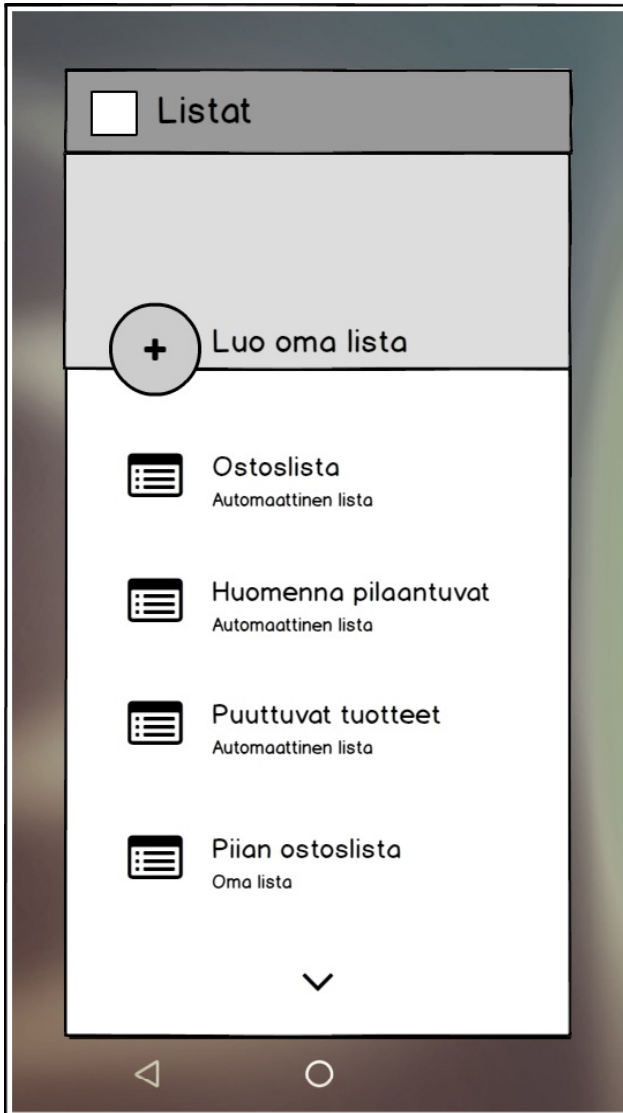 Listat
+
Luo oma lista
Ostoslista
Automaattinen lista
Huomenna pilaantuvat
Automaattinen lista
Puuttuvat tuotteet
Automaattinen lista
Piian ostoslista
Oma lista